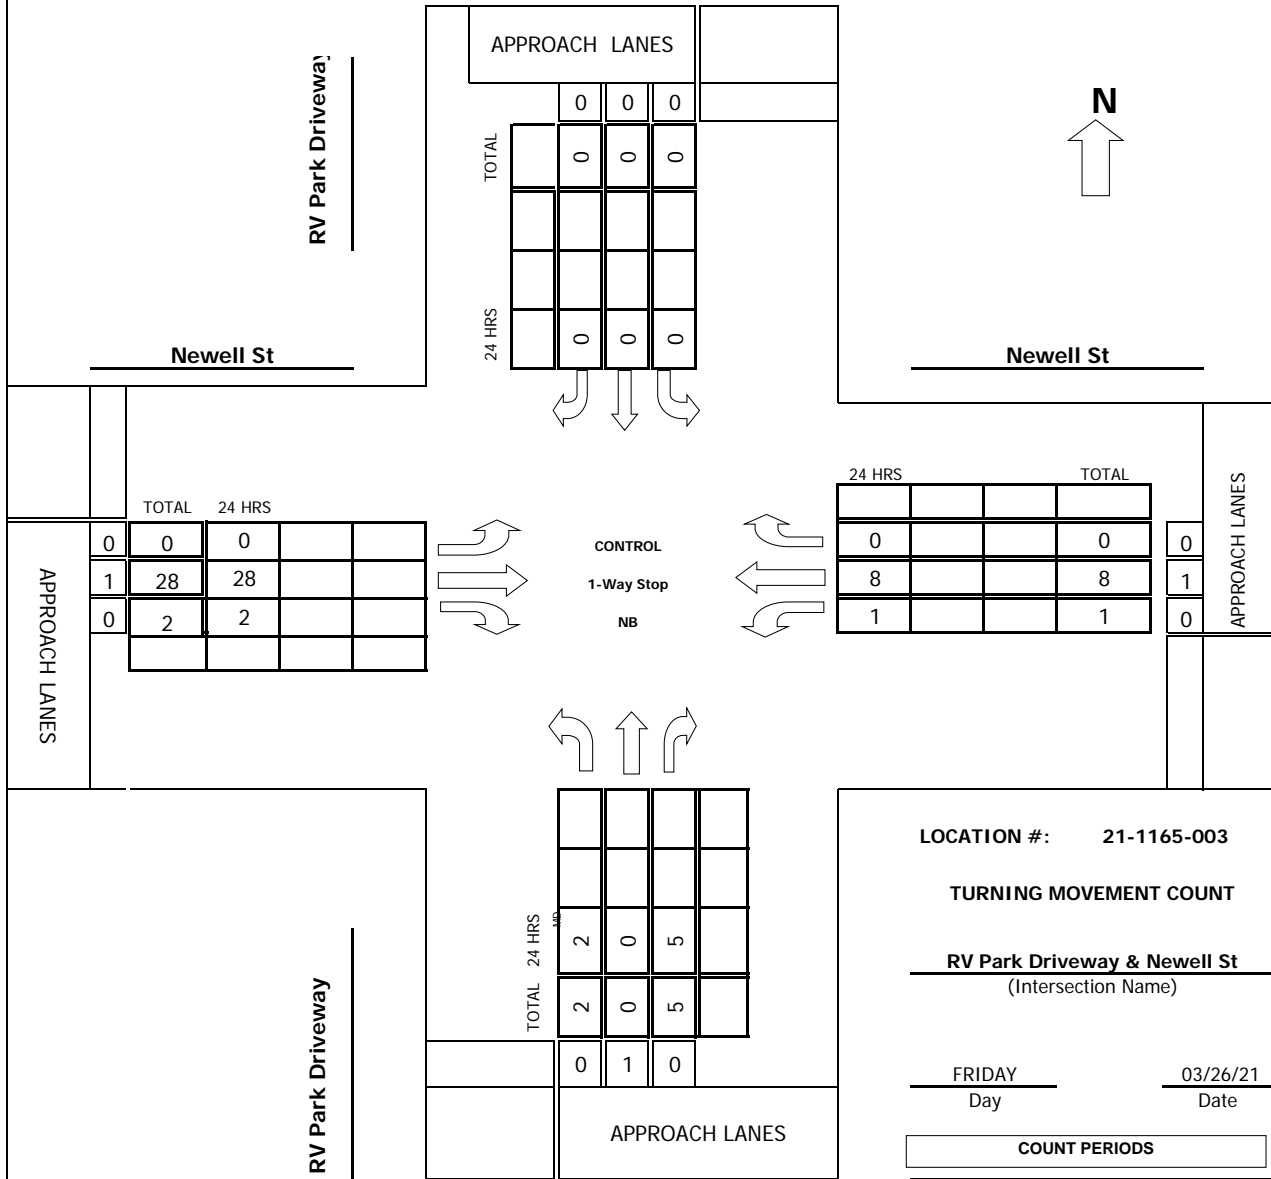 APPROACH LANES
0 0 0
RV Park Driveway
TOTAL
0 0 0
N
24 HRS
0 0 0
Newell St
Newell St
TOTAL 24 HRS
24 HRS TOTAL
APPROACH LANES
0 0 0
1 28 28
0 2 2
CONTROL
1-Way Stop
NB
0 0 0
8 8 1
1 1 0
APPROACH LANES
24 HRS
MD
2 0 5
TOTAL
2 0 5
0 1 0
APPROACH LANES
RV Park Driveway
LOCATION #: 21-1165-003
TURNING MOVEMENT COUNT
RV Park Driveway & Newell St
(Intersection Name)
FRIDAY 03/26/21
Day Date
COUNT PERIODS